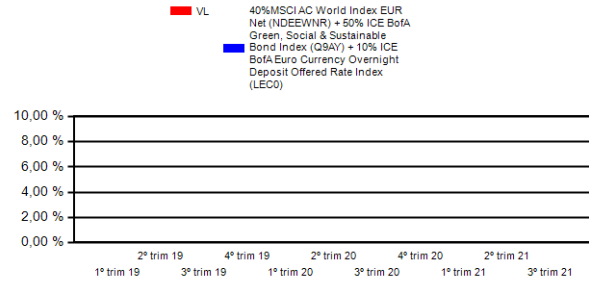 VL
40%MSCI AC World Index EUR
Net (NDEEWNR) + 50% ICE BofA
Green, Social & Sustainable
Bond Index (Q9AY) + 10% ICE
BofA Euro Currency Overnight
Deposit Offered Rate Index
(LEC0)
10,00 %
8,00 %
6,00 %
4,00 %
2,00 %
0,00 %
2º trim 19 4º trim 19 2º trim 20 4º trim 20 2º trim 21
1º trim 19 3º trim 19 1º trim 20 3º trim 20 1º trim 21 3º trim 21